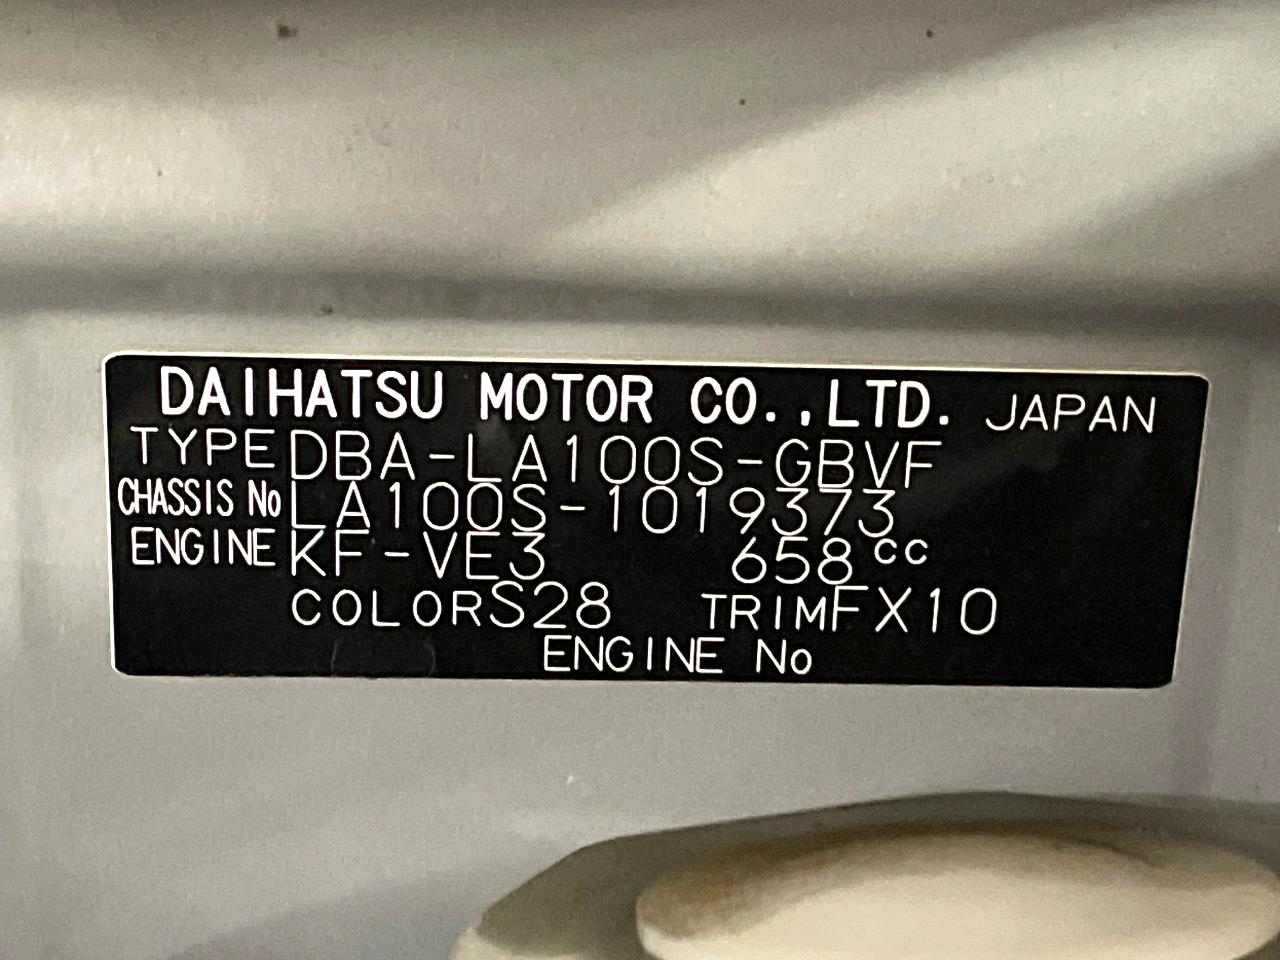 DAIHATSU MOTOR CO.,LTD. JAPAN
TYPE DBA-LA100S-GBVF
CHASSIS No LA100S-1019373
ENGINE KF-VE3 658cc
COLOR S28 TRIM FX10
ENGINE No